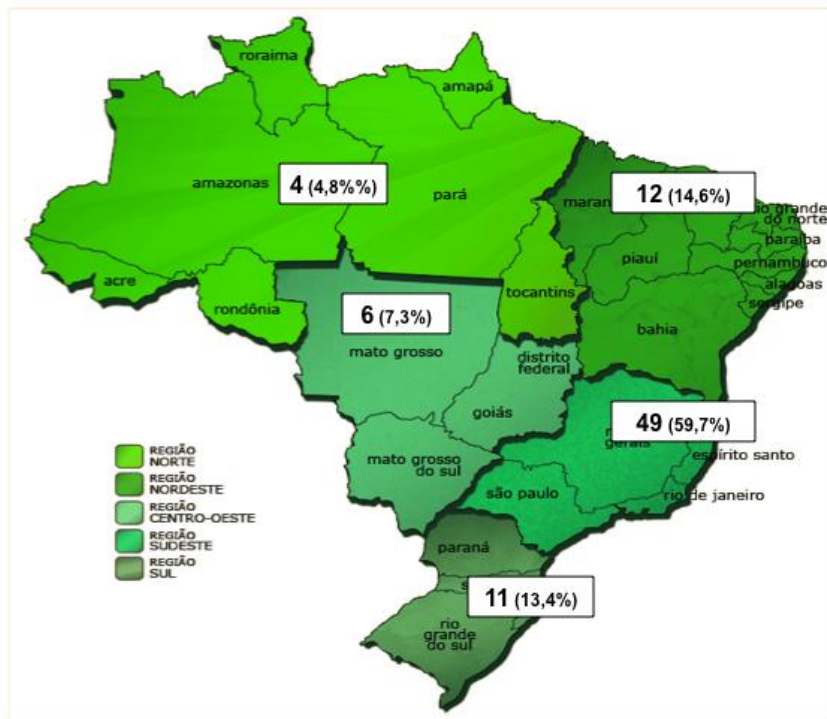 roraima
amapá
amazonas
4 (4,8%%)
pará
maran
12 (14,6%)
io grande
do norte
paraíba
piauí
pernambuco
alagoas
sergipe
acre
rondônia
tocantins
bahia
6 (7,3%)
mato grosso
distrito
federal
goiás
49 (59,7%)
gerais
espírito santo
mato grosso
do sul
são paulo
rio de janeiro
REGIÃO
NORTE
REGIÃO
NORDESTE
REGIÃO
CENTRO-OESTE
REGIÃO
SUDESTE
REGIÃO
SUL
paraná
11 (13,4%)
rio
grande
do sul